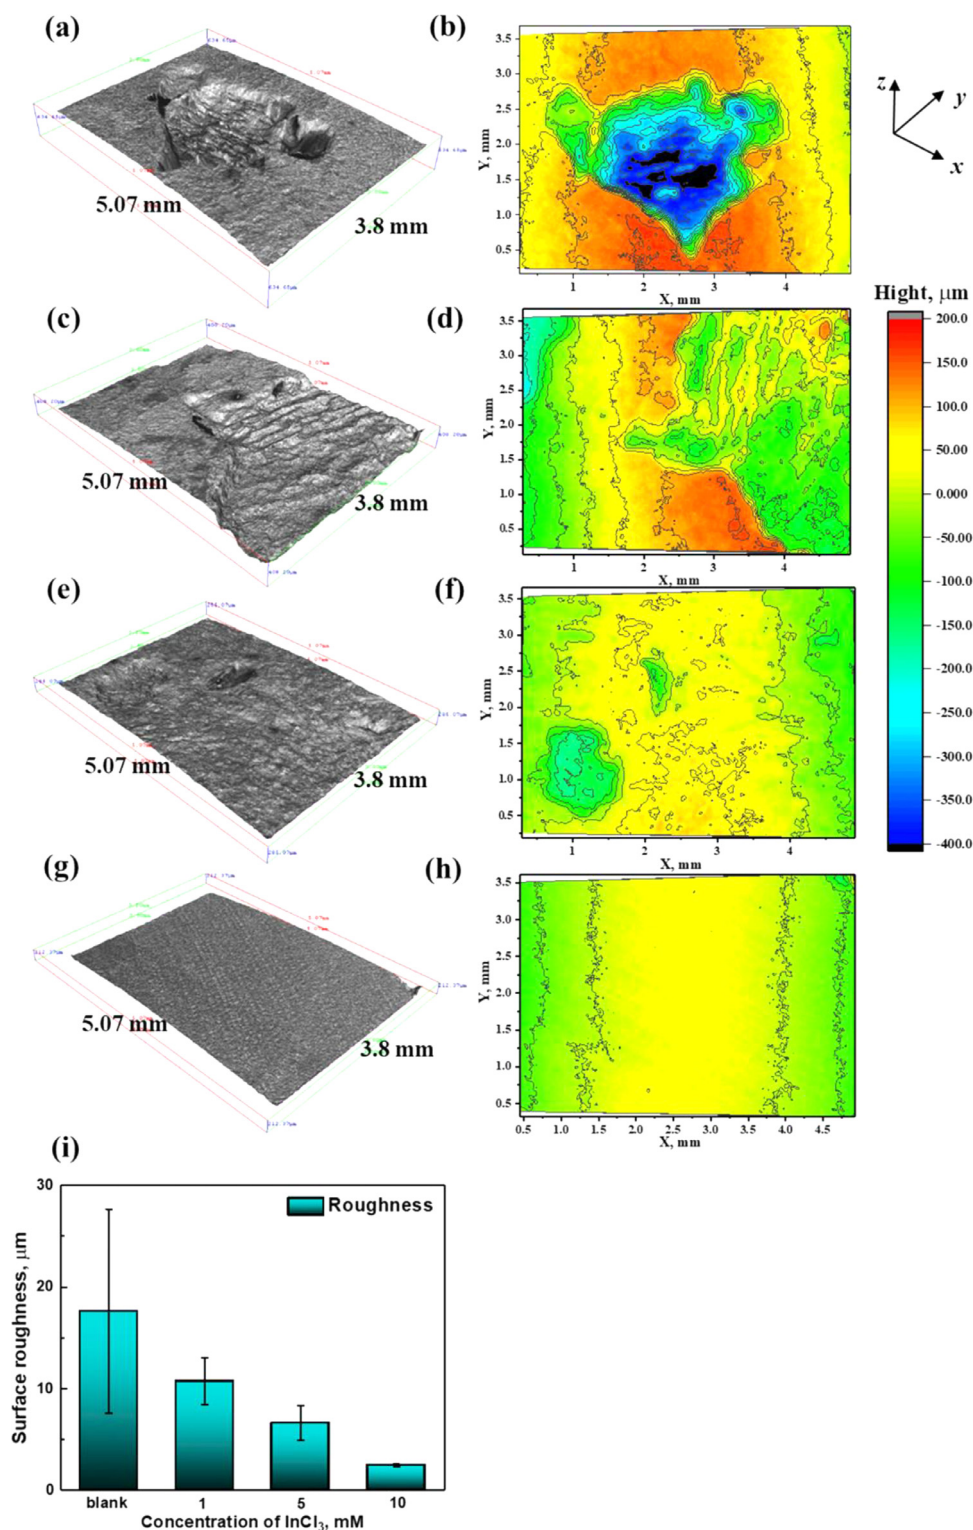 (a)
5.07 mm
3.8 mm
(b)
3.5
3.0
2.5
2.0
1.5
1.0
0.5
Y, mm
1
2
3
4
X, mm
z
y
x
(c)
5.07 mm
3.8 mm
(d)
3.5
3.0
2.5
2.0
1.5
1.0
0.5
Y, mm
1
2
3
4
X, mm
Hight, μm
200.0
150.0
100.0
50.00
0.000
-50.00
-100.0
-150.0
-200.0
-250.0
-300.0
-350.0
-400.0
(e)
5.07 mm
3.8 mm
(f)
3.5
3.0
2.5
2.0
1.5
1.0
0.5
Y, mm
1
2
3
4
X, mm
(g)
5.07 mm
3.8 mm
(h)
3.5
3.0
2.5
2.0
1.5
1.0
0.5
Y, mm
0.5 1.0 1.5 2.0 2.5 3.0 3.5 4.0 4.5
X, mm
(i)
30
20
10
0
Surface roughness, μm
Roughness
blank 1 5 10
Concentration of InCl₃, mM